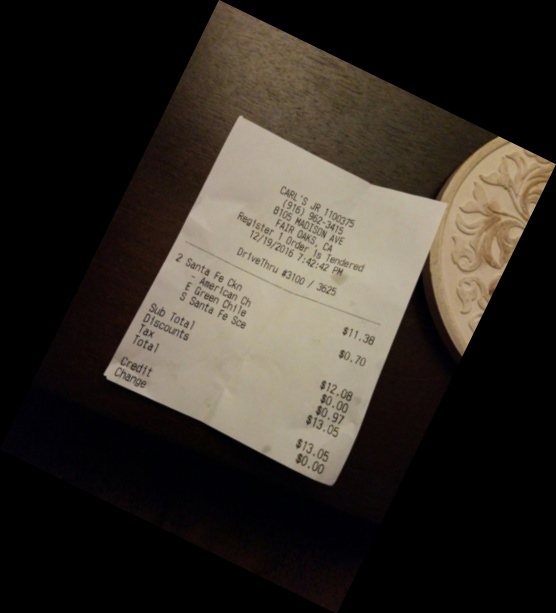 CARL'S JR 1100375
(916) 962-3415
8105 MADISON AVE
FAIR OAKS, CA
Register 1 Order is Tendered
12/19/2016 7:42:42 PM
DriveThru #3100 / 3625
2 Santa Fe Ckn $11.38
- American Ch
E Green Chile $0.70
S Santa Fe Sce
Sub Total $12.08
Discounts $0.00
Tax $0.97
Total $13.05
Credit $13.05
Change $0.00